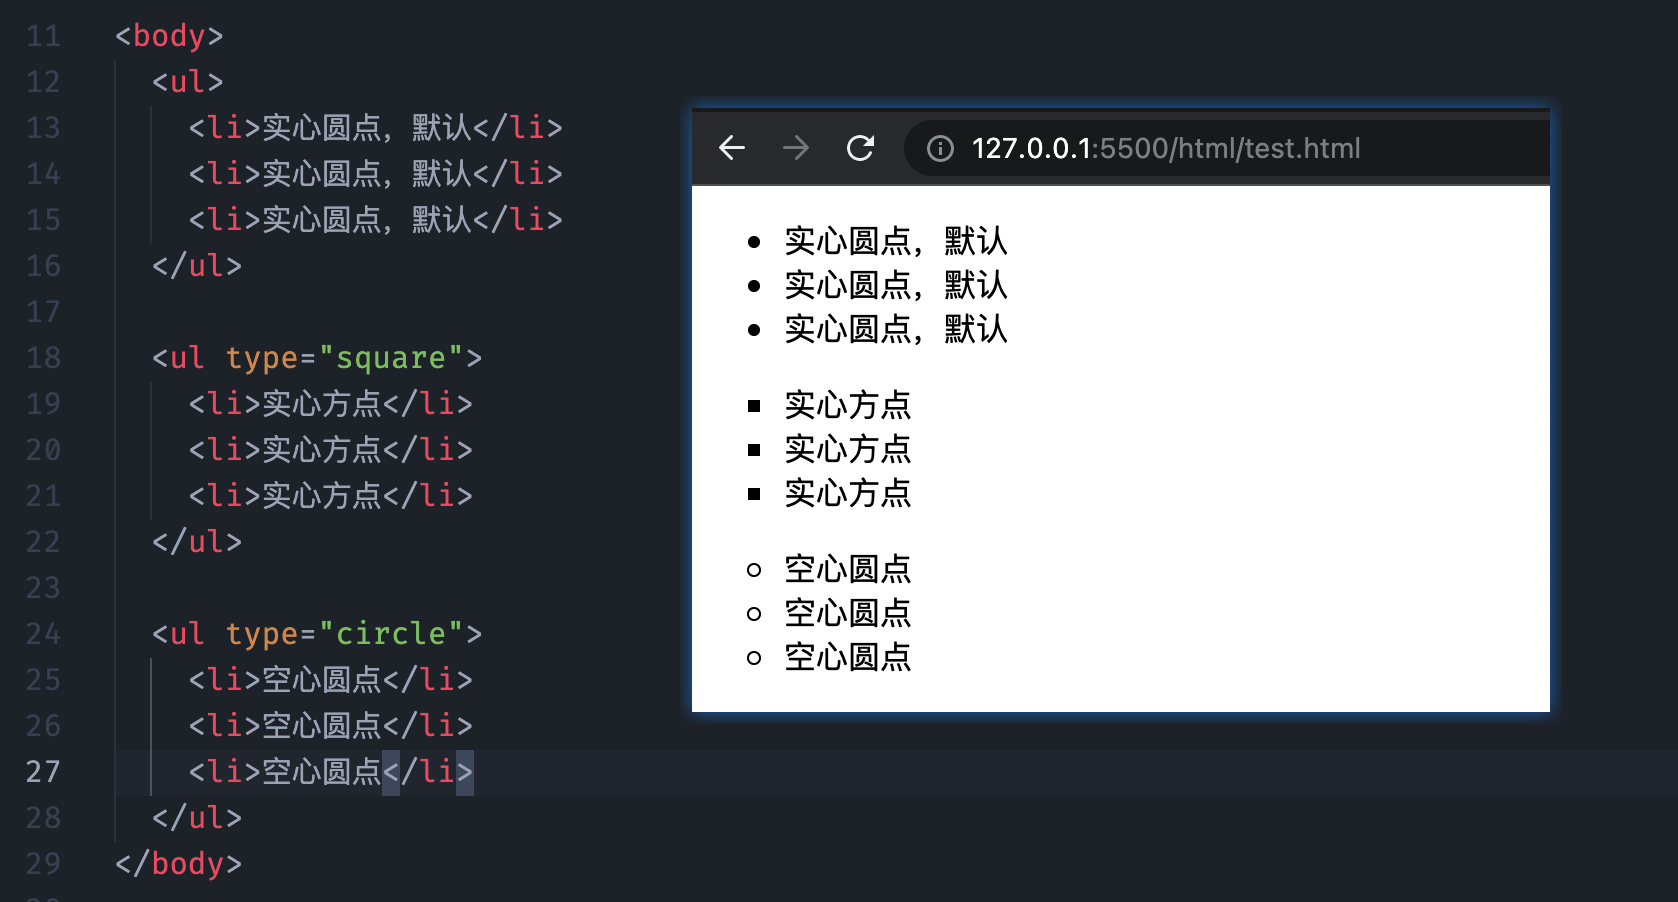 11 <body>
12 <ul>
13 <li>实心圆点，默认</li>
14 <li>实心圆点，默认</li>
15 <li>实心圆点，默认</li>
16 </ul>
17
18 <ul type="square">
19 <li>实心方点</li>
20 <li>实心方点</li>
21 <li>实心方点</li>
22 </ul>
23
24 <ul type="circle">
25 <li>空心圆点</li>
26 <li>空心圆点</li>
27 <li>空心圆点</li>
28 </ul>
29 </body>
127.0.0.1:5500/html/test.html
实心圆点，默认
实心圆点，默认
实心圆点，默认
实心方点
实心方点
实心方点
空心圆点
空心圆点
空心圆点